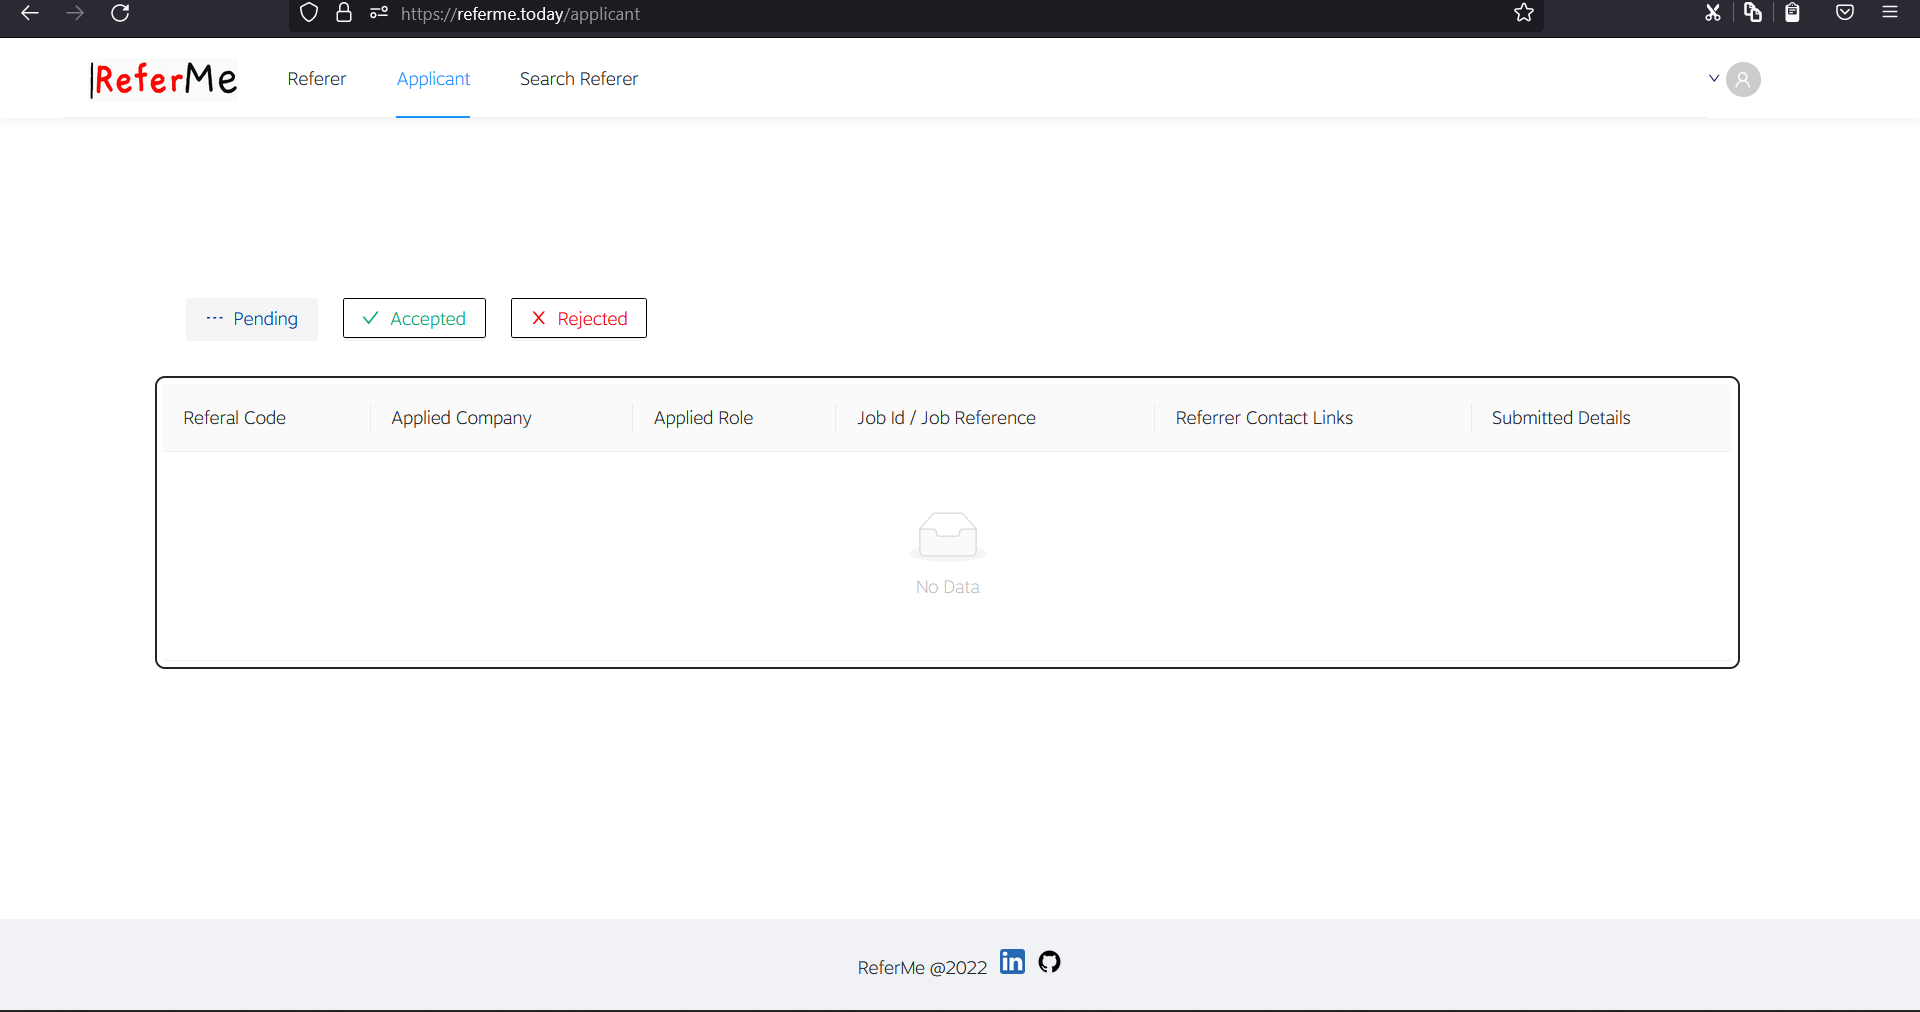 https://referme.today/applicant
ReferMe Referer Applicant Search Referer
Pending Accepted Rejected
Referal Code Applied Company Applied Role Job Id / Job Reference Referrer Contact Links Submitted Details
No Data
ReferMe @2022 in